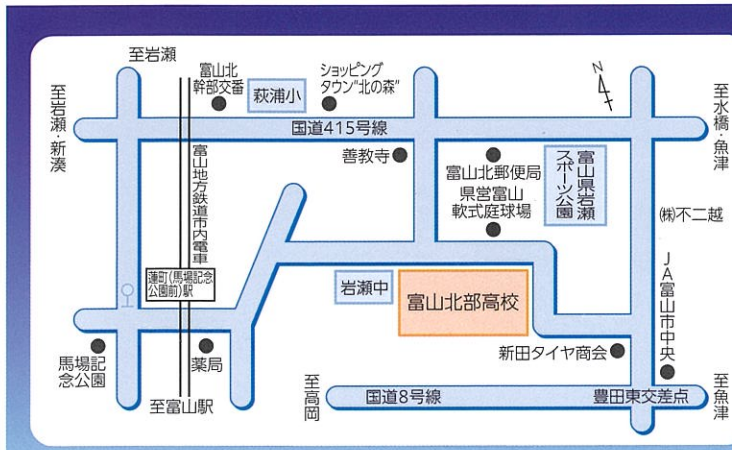 至岩瀬
富山北
幹部交番
萩浦小
ショッピング
タウン"北の森"
N
至岩瀬・新湊
国道415号線
至水橋・魚津
富山地方鉄道市内電車
善教寺
富山北郵便局
県営富山
軟式庭球場
富山県岩瀬
スポーツ公園
㈱不二越
蓮町(馬場記念
公園前)駅
岩瀬中
富山北部高校
JA富山市中央
馬場記
念公園
薬局
新田タイヤ商会
至富山駅
至高岡
国道8号線
豊田東交差点
至魚津